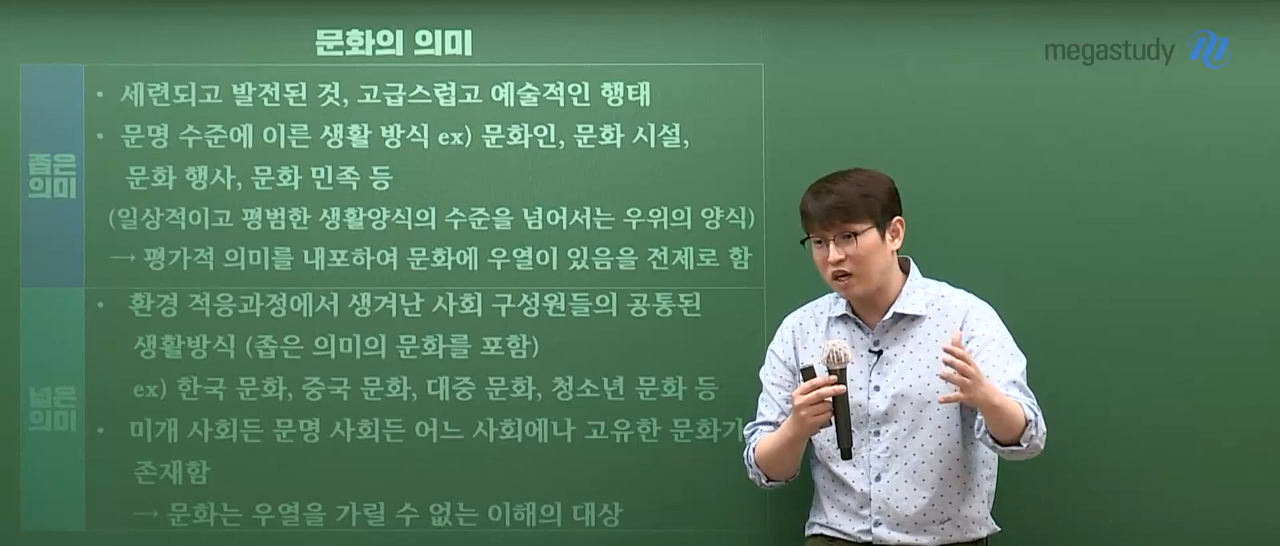 문화의 의미
megastudy
좁은
의미
• 세련되고 발전된 것, 고급스럽고 예술적인 행태
• 문명 수준에 이른 생활 방식 ex) 문화인, 문화 시설,
문화 행사, 문화 민족 등
(일상적이고 평범한 생활양식의 수준을 넘어서는 우위의 양식)
→ 평가적 의미를 내포하여 문화에 우열이 있음을 전제로 함
넓은
의미
• 환경 적응과정에서 생겨난 사회 구성원들의 공통된
생활방식 (좁은 의미의 문화를 포함)
ex) 한국 문화, 중국 문화, 대중 문화, 청소년 문화 등
• 미개 사회든 문명 사회든 어느 사회에나 고유한 문화가
존재함
→ 문화는 우열을 가릴 수 없는 이해의 대상